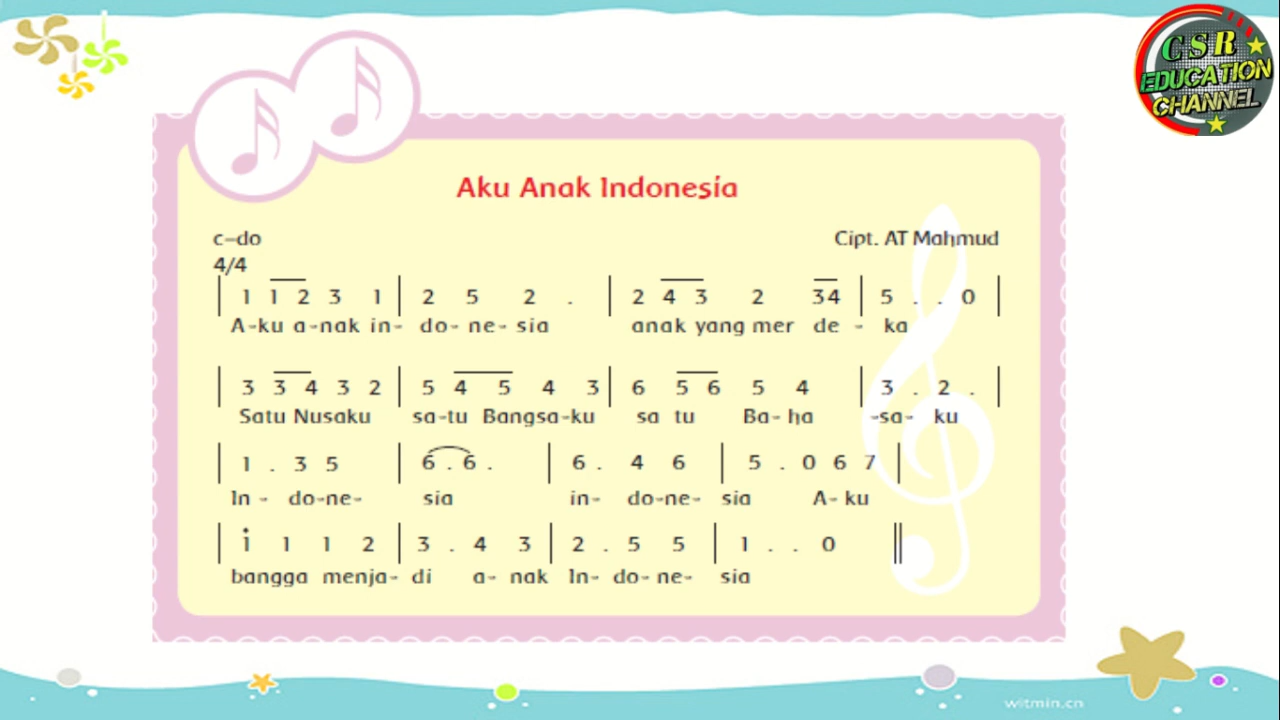 CSR
EDUCATION
CHANNEL
Aku Anak Indonesia
c-do
Cipt. AT Mahmud
4/4
| 1 1 2 3 1 | 2 5 2 . | 2 4 3 2 34 | 5 . . 0 |
A-ku a-nak in- do- ne- sia anak yang mer de - ka
| 3 3 4 3 2 | 5 4 5 4 3 | 6 5 6 5 4 | 3 . 2 . |
Satu Nusaku sa-tu Bangsa-ku sa tu Ba- ha -sa- ku
| 1 . 3 5 | 6 . 6 . | 6 . 4 6 | 5 . 0 6 7 |
In - do-ne- sia in- do-ne- sia A- ku
| i 1 1 2 | 3 . 4 3 | 2 . 5 5 | 1 . . 0 ||
bangga menja- di a- nak In- do- ne- sia
witmin.cn